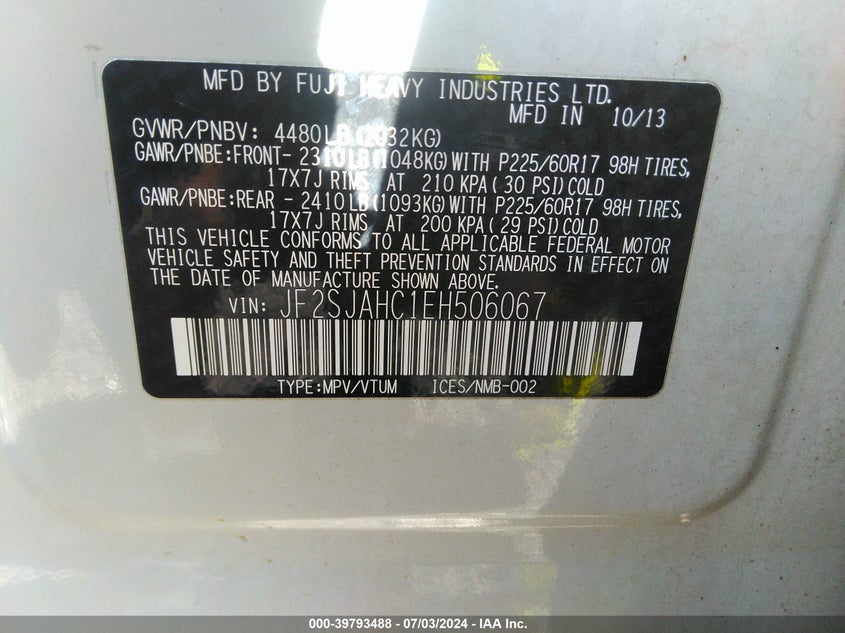 MFD BY FUJI HEAVY INDUSTRIES LTD.
MFD IN 10/13
GVWR/PNBV: 4480LB (2032KG)
GAWR/PNBE:FRONT- 2310LB(1048KG)WITH P225/60R17 98H TIRES,
17X7J RIMS AT 210 KPA(30 PSI)COLD
GAWR/PNBE:REAR - 2410LB(1093KG)WITH P225/60R17 98H TIRES,
17X7J RIMS AT 200 KPA(29 PSI)COLD
THIS VEHICLE CONFORMS TO ALL APPLICABLE FEDERAL MOTOR
VEHICLE SAFETY AND THEFT PREVENTION STANDARDS IN EFFECT ON
THE DATE OF MANUFACTURE SHOWN ABOVE.
VIN: JF2SJAHC1EH506067
TYPE:MPV/VTUM ICES/NMB-002
000-39793488 - 07/03/2024 - IAA Inc.